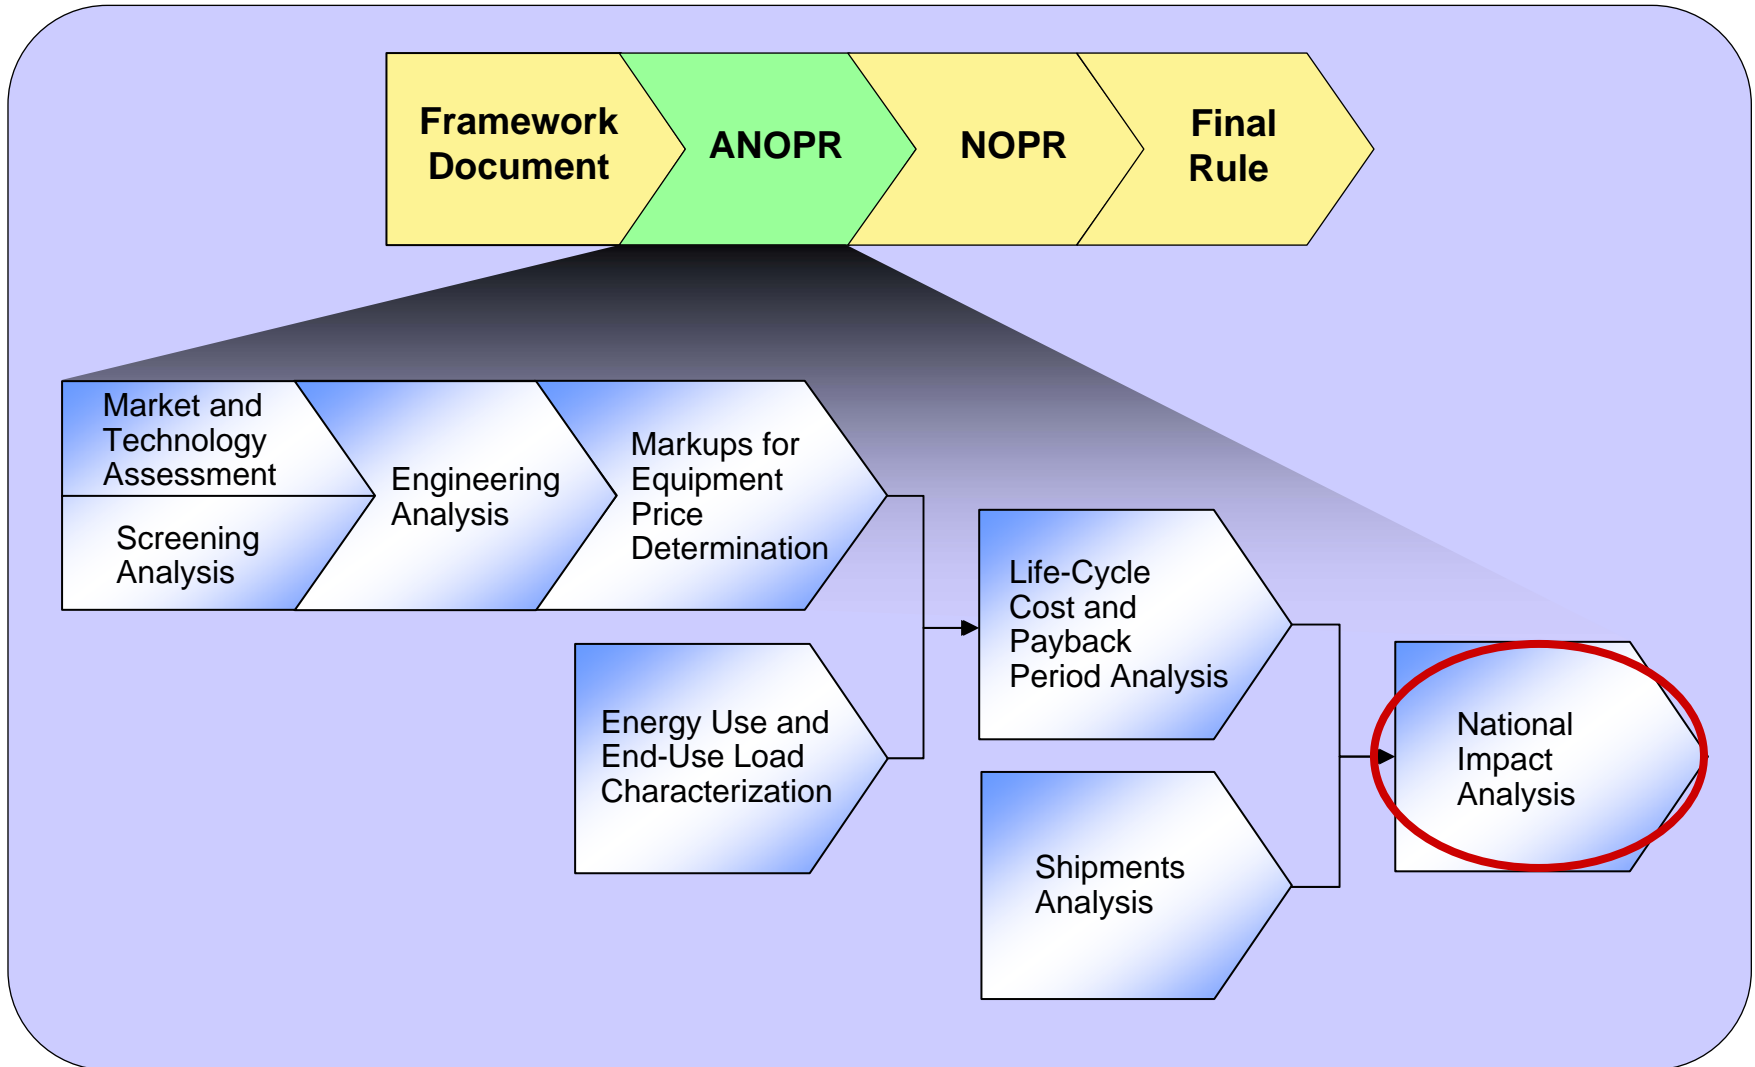 Framework
Document
ANOPR
NOPR
Final
Rule
Market and
Technology
Assessment
Screening
Analysis
Engineering
Analysis
Markups for
Equipment
Price
Determination
Energy Use and
End-Use Load
Characterization
Life-Cycle
Cost and
Payback
Period Analysis
Shipments
Analysis
National
Impact
Analysis